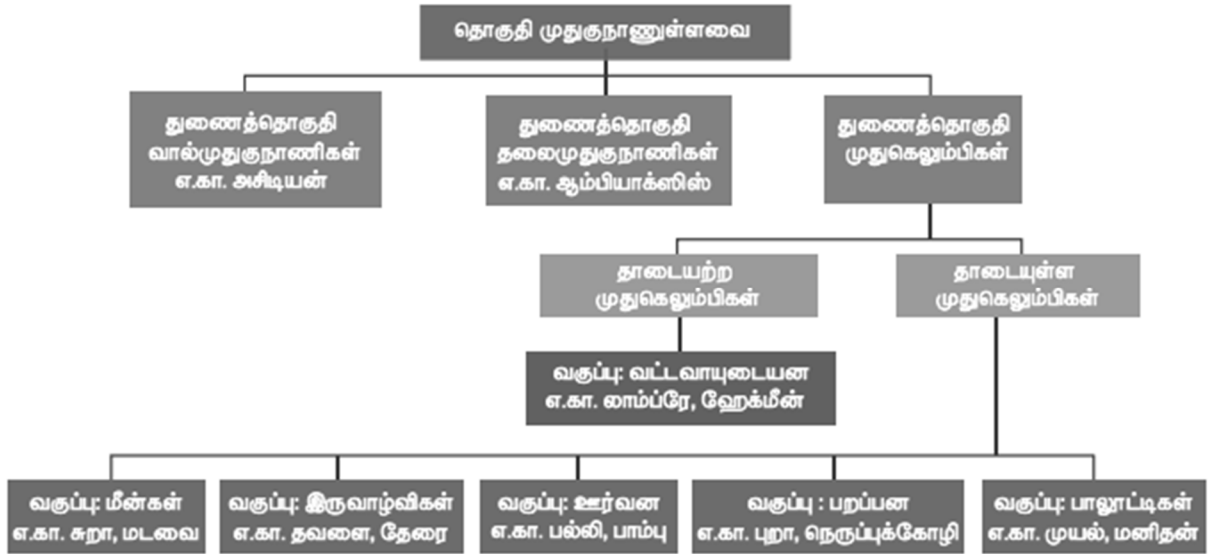 தொகுதி முதுகுநாணுள்ளவை
துணைத்தொகுதி
வால்முதுகுநாணிகள்
எ.கா. அசிடியன்
துணைத்தொகுதி
தலைமுதுகுநாணிகள்
எ.கா. ஆம்பியாக்ஸிஸ்
துணைத்தொகுதி
முதுகெலும்பிகள்
தாடையற்ற
முதுகெலும்பிகள்
தாடையுள்ள
முதுகெலும்பிகள்
வகுப்பு: வட்டவாயுடையன
எ.கா. லாம்ப்ரே, ஹேக்மீன்
வகுப்பு: மீன்கள்
எ.கா. சுறா, மடவை
வகுப்பு: இருவாழ்விகள்
எ.கா. தவளை, தேரை
வகுப்பு: ஊர்வன
எ.கா. பல்லி, பாம்பு
வகுப்பு : பறப்பன
எ.கா. புறா, நெருப்புக்கோழி
வகுப்பு: பாலூட்டிகள்
எ.கா. முயல், மனிதன்